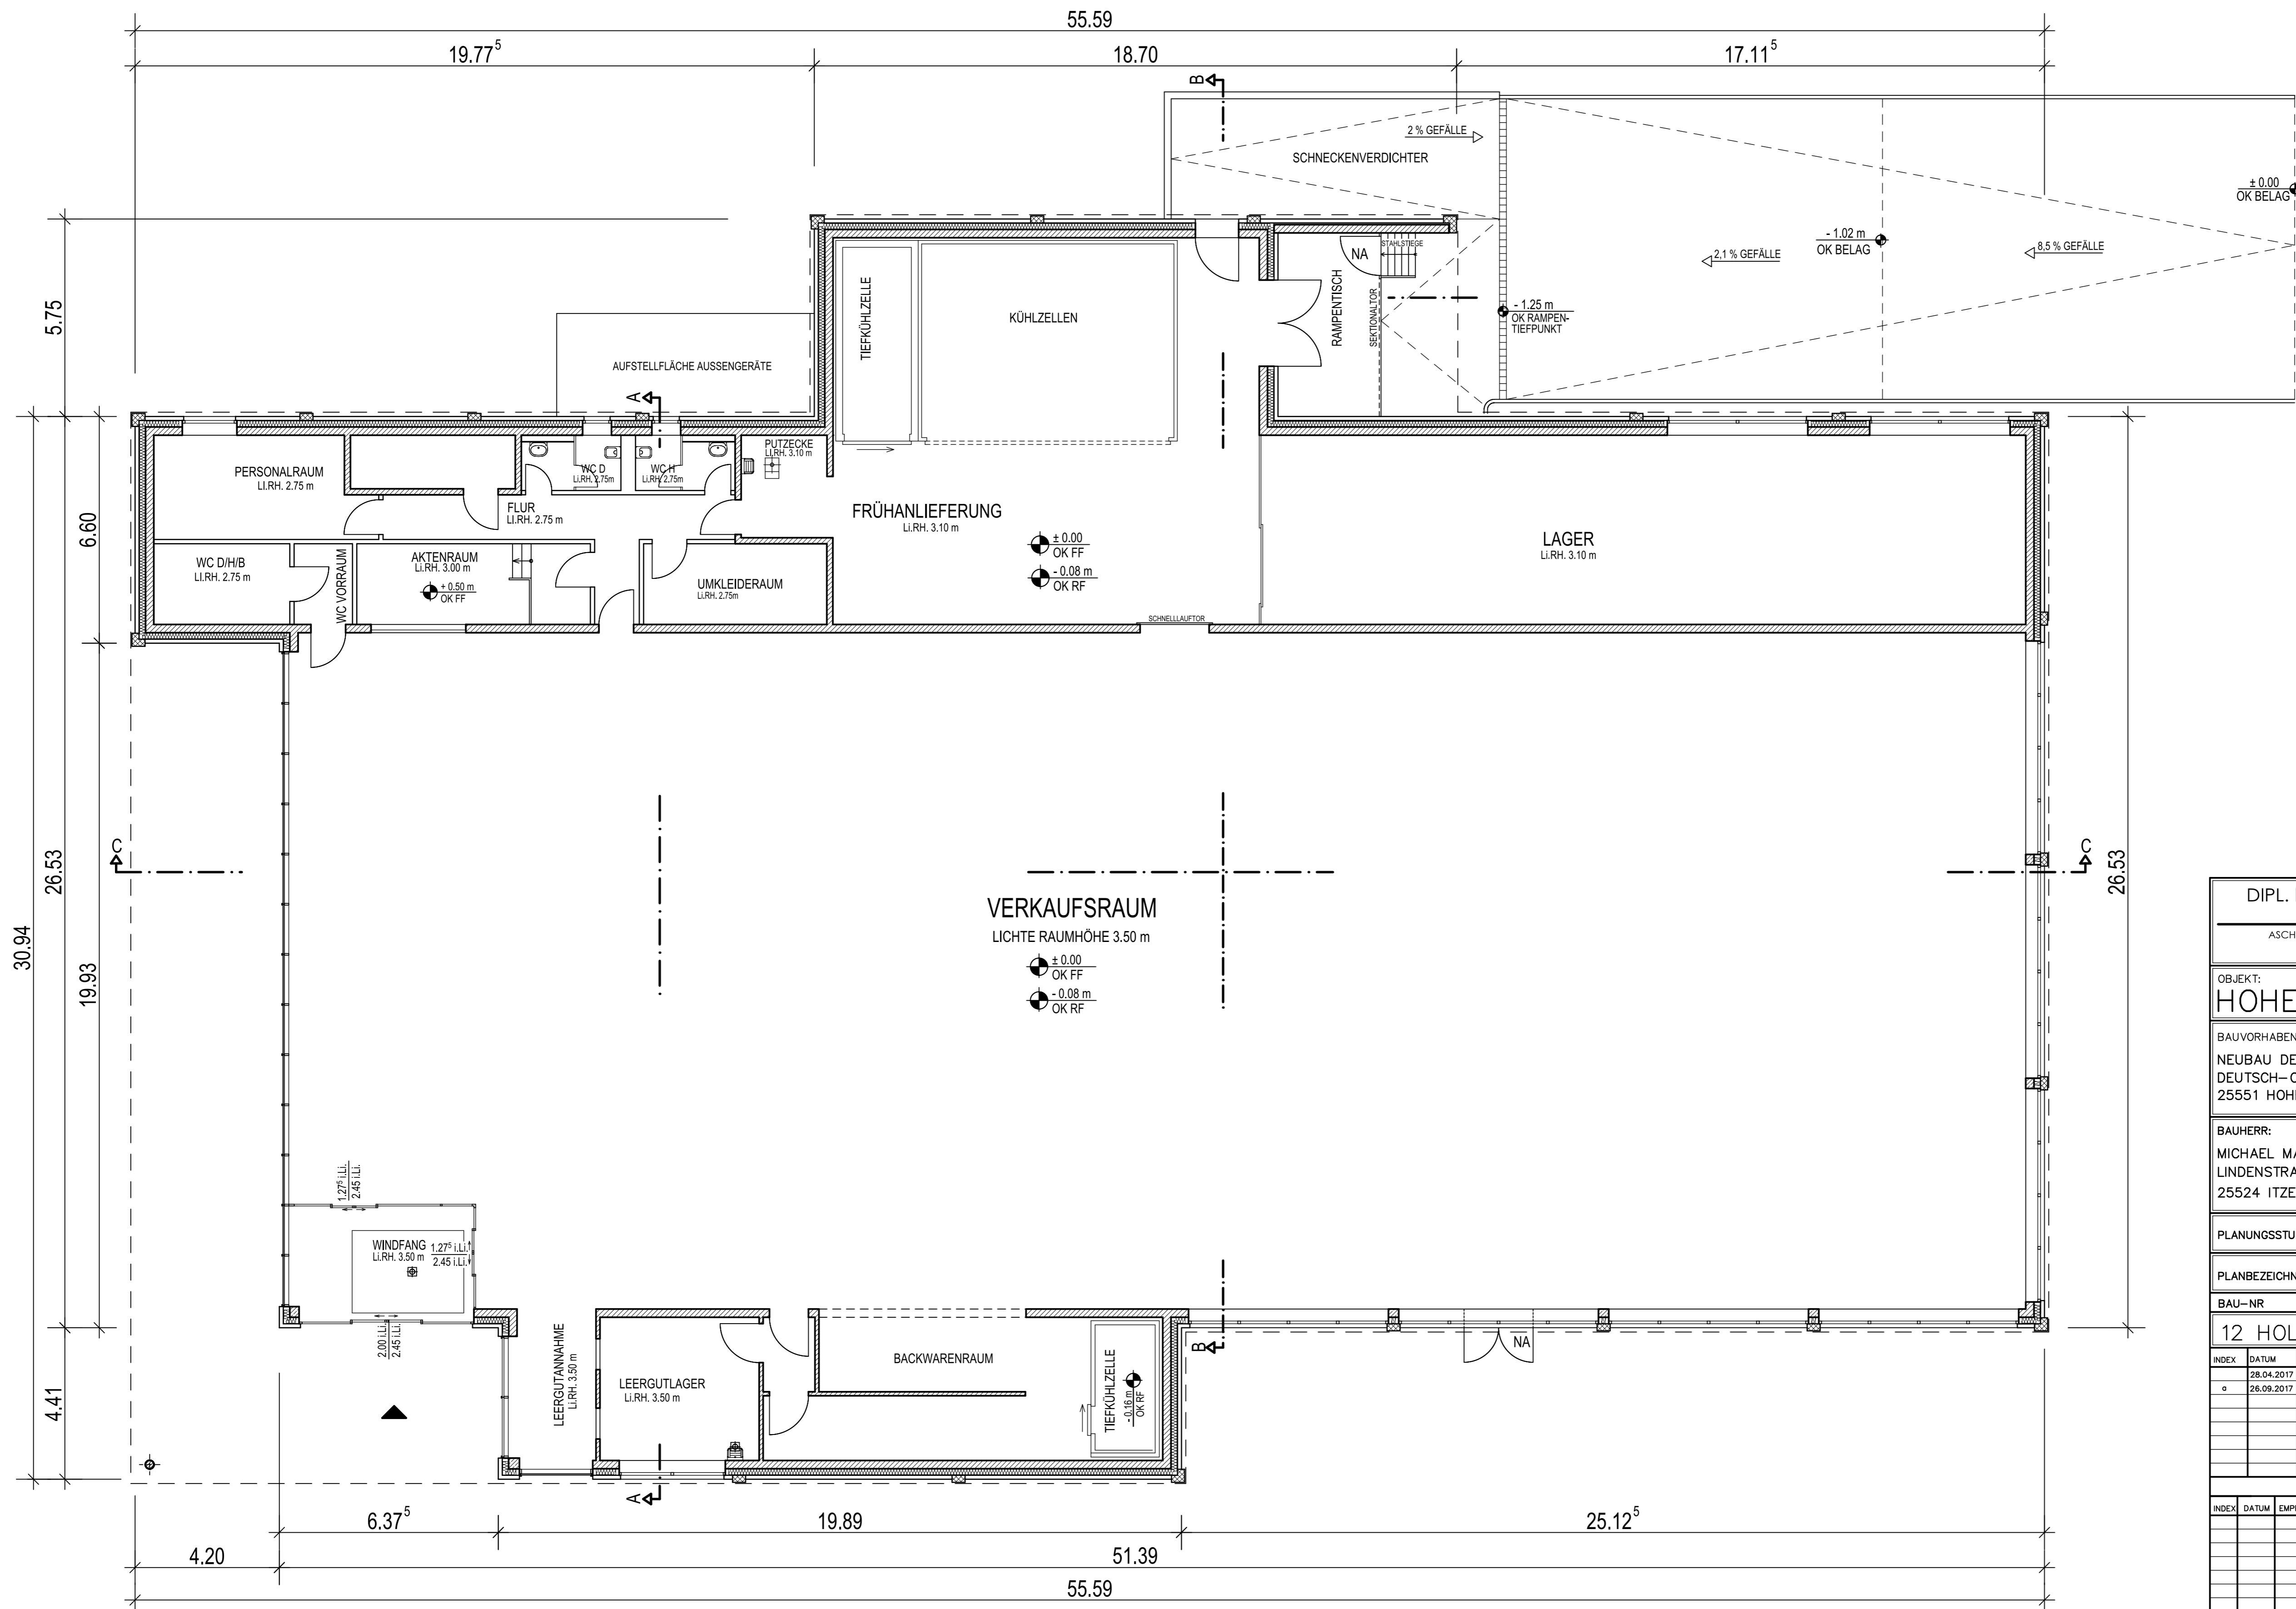 55.59
19.77⁵
18.70
17.11⁵
B
2 % GEFÄLLE
SCHNECKENVERDICHTER
± 0.00
OK BELAG
- 1.02 m
OK BELAG
2,1 % GEFÄLLE
8,5 % GEFÄLLE
NA
STAHLSTIEGE
RAMPENTISCH
SEKTIONALTOR
- 1.25 m
OK RAMPEN-
TIEFPUNKT
5.75
TIEFKÜHLZELLE
KÜHLZELLEN
AUFSTELLFLÄCHE AUSSENGERÄTE
A
PERSONALRAUM
LI.RH. 2.75 m
WC D
Li.RH. 2.75m
WC H
Li.RH. 2.75m
PUTZECKE
LI.RH. 3.10 m
FLUR
LI.RH. 2.75 m
FRÜHANLIEFERUNG
Li.RH. 3.10 m
± 0.00
OK FF
- 0.08 m
OK RF
LAGER
Li.RH. 3.10 m
6.60
WC D/H/B
LI.RH. 2.75 m
WC VORRAUM
AKTENRAUM
Li.RH. 3.00 m
+ 0.50 m
OK FF
UMKLEIDERAUM
Li.RH. 2.75m
SCHNELLLAUFTOR
C
C
26.53
26.53
30.94
19.93
VERKAUFSRAUM
LICHTE RAUMHÖHE 3.50 m
± 0.00
OK FF
- 0.08 m
OK RF
1.27⁵ i.Li.
2.45 i.Li.
WINDFANG
Li.RH. 3.50 m
1.27⁵ i.Li.
2.45 i.Li.
2.00 i.Li.
2.45 i.Li.
4.41
LEERGUTANNAHME
Li.RH. 3.50 m
LEERGUTLAGER
Li.RH. 3.50 m
BACKWARENRAUM
TIEFKÜHLZELLE
- 0.16 m
OK RF
B
NA
A
6.37⁵
19.89
25.12⁵
4.20
51.39
55.59
DIPL.
ASCH
OBJEKT:
HOHE
BAUVORHABEN
NEUBAU DE
DEUTSCH-O
25551 HOH
BAUHERR:
MICHAEL MA
LINDENSTRA
25524 ITZE
PLANUNGSSTU
PLANBEZEICHN
BAU-NR
12 HOL
INDEX DATUM
28.04.2017
a 26.09.2017
INDEX DATUM EMP